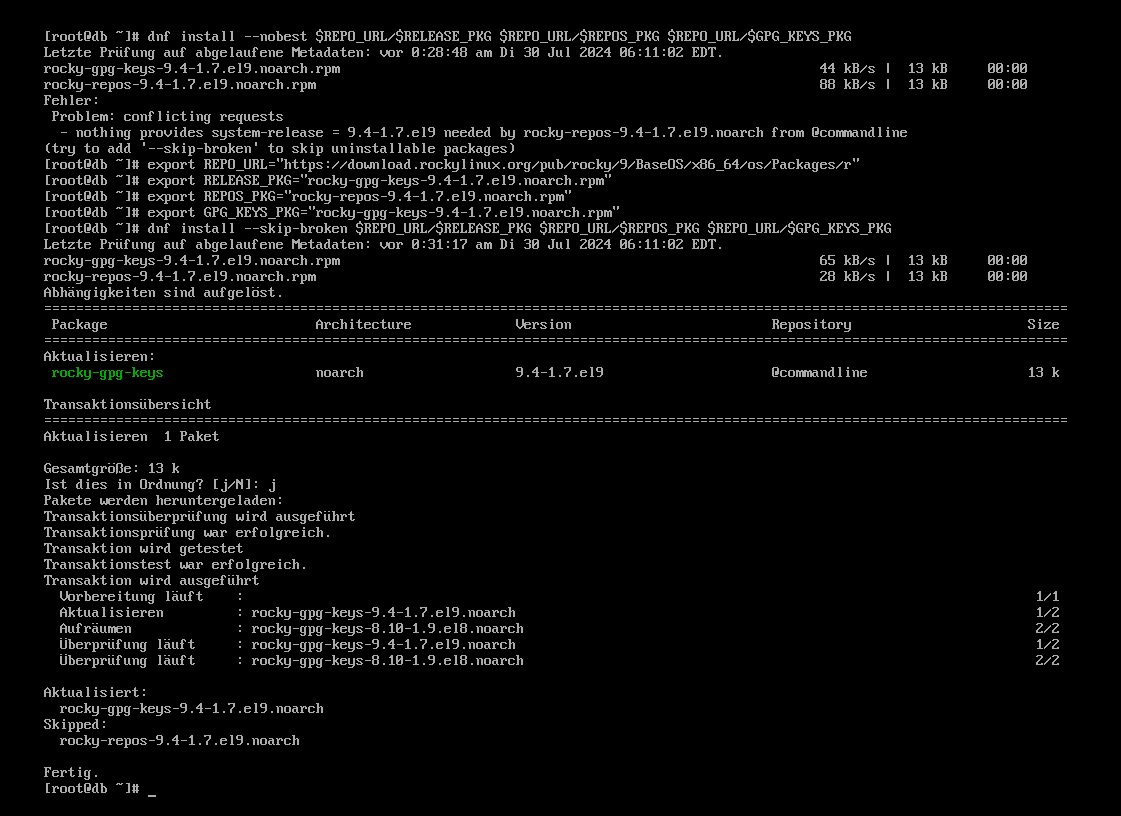 [root@db ~]# dnf install --nobest $REPO_URL/$RELEASE_PKG $REPO_URL/$REPOS_PKG $REPO_URL/$GPG_KEYS_PKG
Letzte Prüfung auf abgelaufene Metadaten: vor 0:28:48 am Di 30 Jul 2024 06:11:02 EDT.
rocky-gpg-keys-9.4-1.7.el9.noarch.rpm 44 kB/s | 13 kB 00:00
rocky-repos-9.4-1.7.el9.noarch.rpm 88 kB/s | 13 kB 00:00
Fehler:
Problem: conflicting requests
- nothing provides system-release = 9.4-1.7.el9 needed by rocky-repos-9.4-1.7.el9.noarch from @commandline
(try to add '--skip-broken' to skip uninstallable packages)
[root@db ~]# export REPO_URL="https://download.rockylinux.org/pub/rocky/9/BaseOS/x86_64/os/Packages/r"
[root@db ~]# export RELEASE_PKG="rocky-gpg-keys-9.4-1.7.el9.noarch.rpm"
[root@db ~]# export REPOS_PKG="rocky-repos-9.4-1.7.el9.noarch.rpm"
[root@db ~]# export GPG_KEYS_PKG="rocky-gpg-keys-9.4-1.7.el9.noarch.rpm"
[root@db ~]# dnf install --skip-broken $REPO_URL/$RELEASE_PKG $REPO_URL/$REPOS_PKG $REPO_URL/$GPG_KEYS_PKG
Letzte Prüfung auf abgelaufene Metadaten: vor 0:31:17 am Di 30 Jul 2024 06:11:02 EDT.
rocky-gpg-keys-9.4-1.7.el9.noarch.rpm 65 kB/s | 13 kB 00:00
rocky-repos-9.4-1.7.el9.noarch.rpm 28 kB/s | 13 kB 00:00
Abhängigkeiten sind aufgelöst.
================================================================================================================================
Package Architecture Version Repository Size
================================================================================================================================
Aktualisieren:
rocky-gpg-keys noarch 9.4-1.7.el9 @commandline 13 k
Transaktionsübersicht
================================================================================================================================
Aktualisieren 1 Paket
Gesamtgröße: 13 k
Ist dies in Ordnung? [j/N]: j
Pakete werden heruntergeladen:
Transaktionsüberprüfung wird ausgeführt
Transaktionsprüfung war erfolgreich.
Transaktion wird getestet
Transaktionstest war erfolgreich.
Transaktion wird ausgeführt
Vorbereitung läuft : 1/1
Aktualisieren : rocky-gpg-keys-9.4-1.7.el9.noarch 1/2
Aufräumen : rocky-gpg-keys-8.10-1.9.el8.noarch 2/2
Überprüfung läuft : rocky-gpg-keys-9.4-1.7.el9.noarch 1/2
Überprüfung läuft : rocky-gpg-keys-8.10-1.9.el8.noarch 2/2
Aktualisiert:
rocky-gpg-keys-9.4-1.7.el9.noarch
Skipped:
rocky-repos-9.4-1.7.el9.noarch
Fertig.
[root@db ~]# _